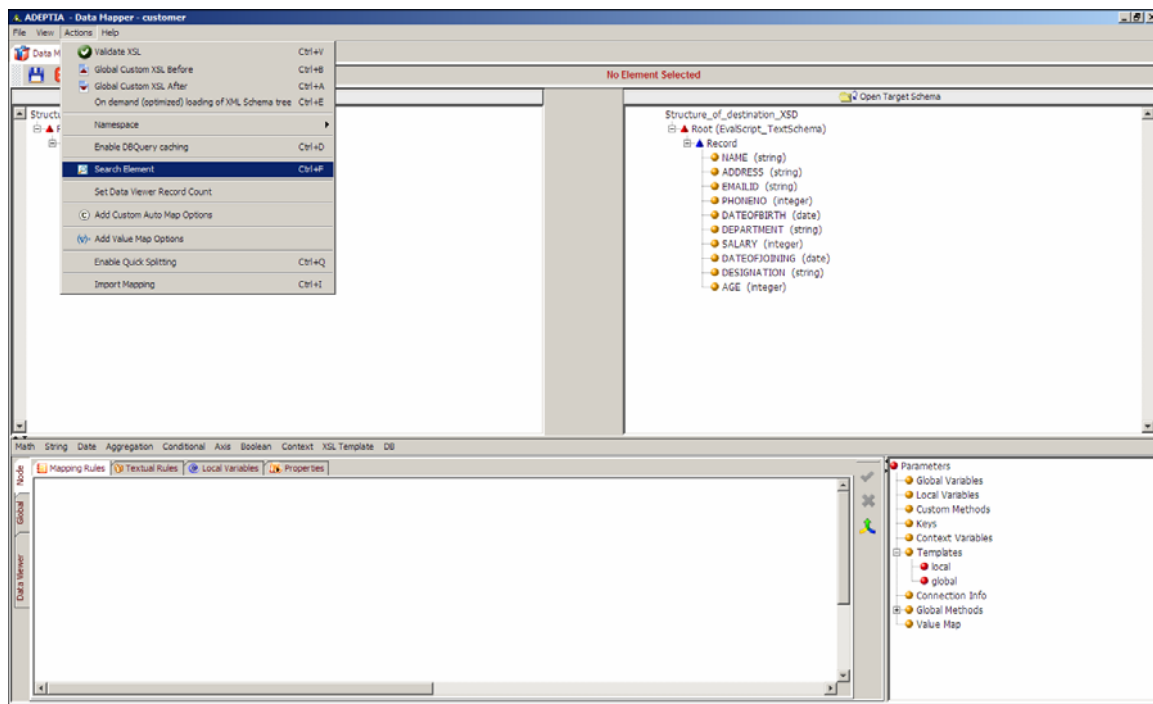 ADEPTIA - Data Mapper - customer
File View Actions Help
Data M
Validate XSL Ctrl+V
Global Custom XSL Before Ctrl+B
Global Custom XSL After Ctrl+A
On demand (optimized) loading of XML Schema tree Ctrl+E
Namespace
Enable DBQuery caching Ctrl+D
Search Element Ctrl+F
Set Data Viewer Record Count
Add Custom Auto Map Options
Add Value Map Options
Enable Quick Splitting Ctrl+Q
Import Mapping Ctrl+I
No Element Selected
Open Target Schema
Structure_of_destination_XSD
Root (EvalScript_TextSchema)
Record
NAME (string)
ADDRESS (string)
EMAILID (string)
PHONENO (integer)
DATEOFBIRTH (date)
DEPARTMENT (string)
SALARY (integer)
DATEOFJOINING (date)
DESIGNATION (string)
AGE (integer)
Math String Date Aggregation Conditional Axis Boolean Context XSL Template DB
Node
Global
Data Viewer
Mapping Rules Textual Rules Local Variables Properties
Parameters
Global Variables
Local Variables
Custom Methods
Keys
Context Variables
Templates
local
global
Connection Info
Global Methods
Value Map